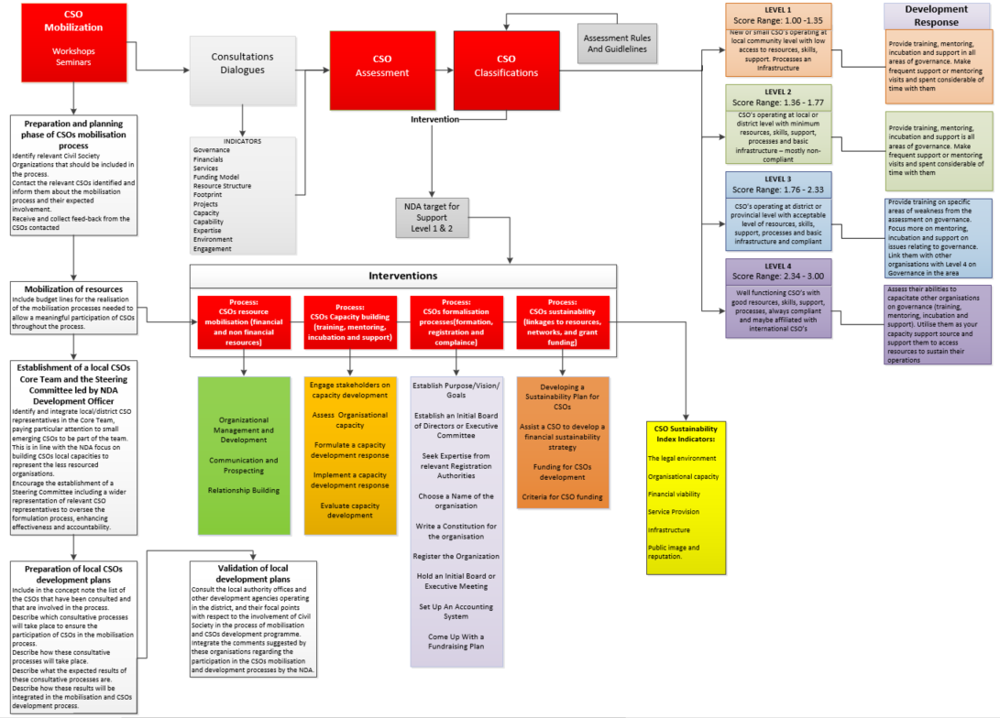 CSO
Mobilization
Workshops
Seminars
Preparation and planning
phase of CSOs mobilisation
process
Identify relevant Civil Society
Organizations that should be included in
the process.
Contact the relevant CSOs identified and
inform them about the mobilisation
process and their expected
involvement.
Receive and collect feed-back from the
CSOs contacted
Mobilization of resources
Include budget lines for the realisation
of the mobilisation processes needed to
allow a meaningful participation of CSOs
throughout the process.
Establishment of a local CSOs
Core Team and the Steering
Committee led by NDA
Development Officer
Identify and integrate local/district CSO
representatives in the Core Team,
paying particular attention to small
emerging CSOs to be part of the team.
This is in line with the NDA focus on
building CSOs local capacities to
represent the less resourced
organisations.
Encourage the establishment of a
Steering Committee including a wider
representation of relevant CSO
representatives to oversee the
formulation process, enhancing
effectiveness and accountability.
Preparation of local CSOs
development plans
Include in the concept note the list of
the CSOs that have been consulted and
that are involved in the process.
Describe which consultative processes
will take place to ensure the
participation of CSOs in the mobilisation
process.
Describe how these consultative
processes will take place.
Describe what the expected results of
these consultative processes are.
Describe how these results will be
integrated in the mobilisation and CSOs
development process.
Validation of local
development plans
Consult the local authority offices and
other development agencies operating
in the district, and their focal points
with respect to the involvement of Civil
Society in the process of mobilisation
and CSOs development programme.
Integrate the comments suggested by
these organisations regarding the
participation in the CSOs mobilisation
and development processes by the NDA.
Consultations
Dialogues
INDICATORS
Governance
Financials
Services
Funding Model
Resource Structure
Footprint
Projects
Capacity
Capability
Expertise
Environment
Engagement
CSO
Assessment
CSO
Classifications
Assessment Rules
And Guidlelines
Intervention
NDA target for
Support
Level 1 & 2
Interventions
Process:
CSOs resource
mobilisation (financial
and non financial
resources)
Process:
CSOs Capacity building
(training, mentoring,
incubation and support)
Process:
CSOs formalisation
processes(formation,
registration and
complaince)
Process:
CSOs sustainability
(linkages to resources,
networks, and grant
funding)
Organizational
Management and
Development
Communication and
Prospecting
Relationship Building
Engage stakeholders on
capacity development
Assess Organisational
capacity
Formulate a capacity
development response
Implement a capacity
development response
Evaluate capacity
development
Establish Purpose/Vision/
Goals
Establish an Initial Board
of Directors or Executive
Committee
Seek Expertise from
relevant Registration
Authorities
Choose a Name of the
organisation
Write a Constitution for
the organisation
Register the Organization
Hold an Initial Board or
Executive Meeting
Set Up An Accounting
System
Come Up With a
Fundraising Plan
Developing a
Sustainability Plan for
CSOs
Assist a CSO to develop a
financial sustainability
strategy
Funding for CSOs
development
Criteria for CSO funding
CSO Sustainability
Index Indicators:
The legal environment
Organisational capacity
Financial viability
Service Provision
Infrastructure
Public image and
reputation.
LEVEL 1
Score Range: 1.00 -1.35
New or small CSO's operating at
local community level with low
access to resources, skills,
support. Processes an
Infrastructure
LEVEL 2
Score Range: 1.36 - 1.77
CSO's operating at local or
district level with minimum
resources, skills, support,
processes and basic
infrastructure – mostly non-
compliant
LEVEL 3
Score Range: 1.76 - 2.33
CSO's operating at district or
provincial level with acceptable
level of resources, skills,
support, processes and basic
infrastructure and compliant
LEVEL 4
Score Range: 2.34 - 3.00
Well functioning CSO's with
good resources, skills, support,
processes, always compliant
and maybe affiliated with
international CSO's
Development
Response
Provide training, mentoring,
incubation and support in all
areas of governance. Make
frequent support or mentoring
visits and spent considerable of
time with them
Provide training, mentoring,
incubation and support is all
areas of governance. Make
frequent support or mentoring
visits and spent considerable of
time with them
Provide training on specific
areas of weakness from the
assessment on governance.
Focus more on mentoring,
incubation and support on
issues relating to governance.
Link them with other
organisations with Level 4 on
Governance in the area
Assess their abilities to
capacitate other organisations
on governance (training,
mentoring, incubation and
support). Utilise them as your
capacity support source and
support them to access
resources to sustain their
operations